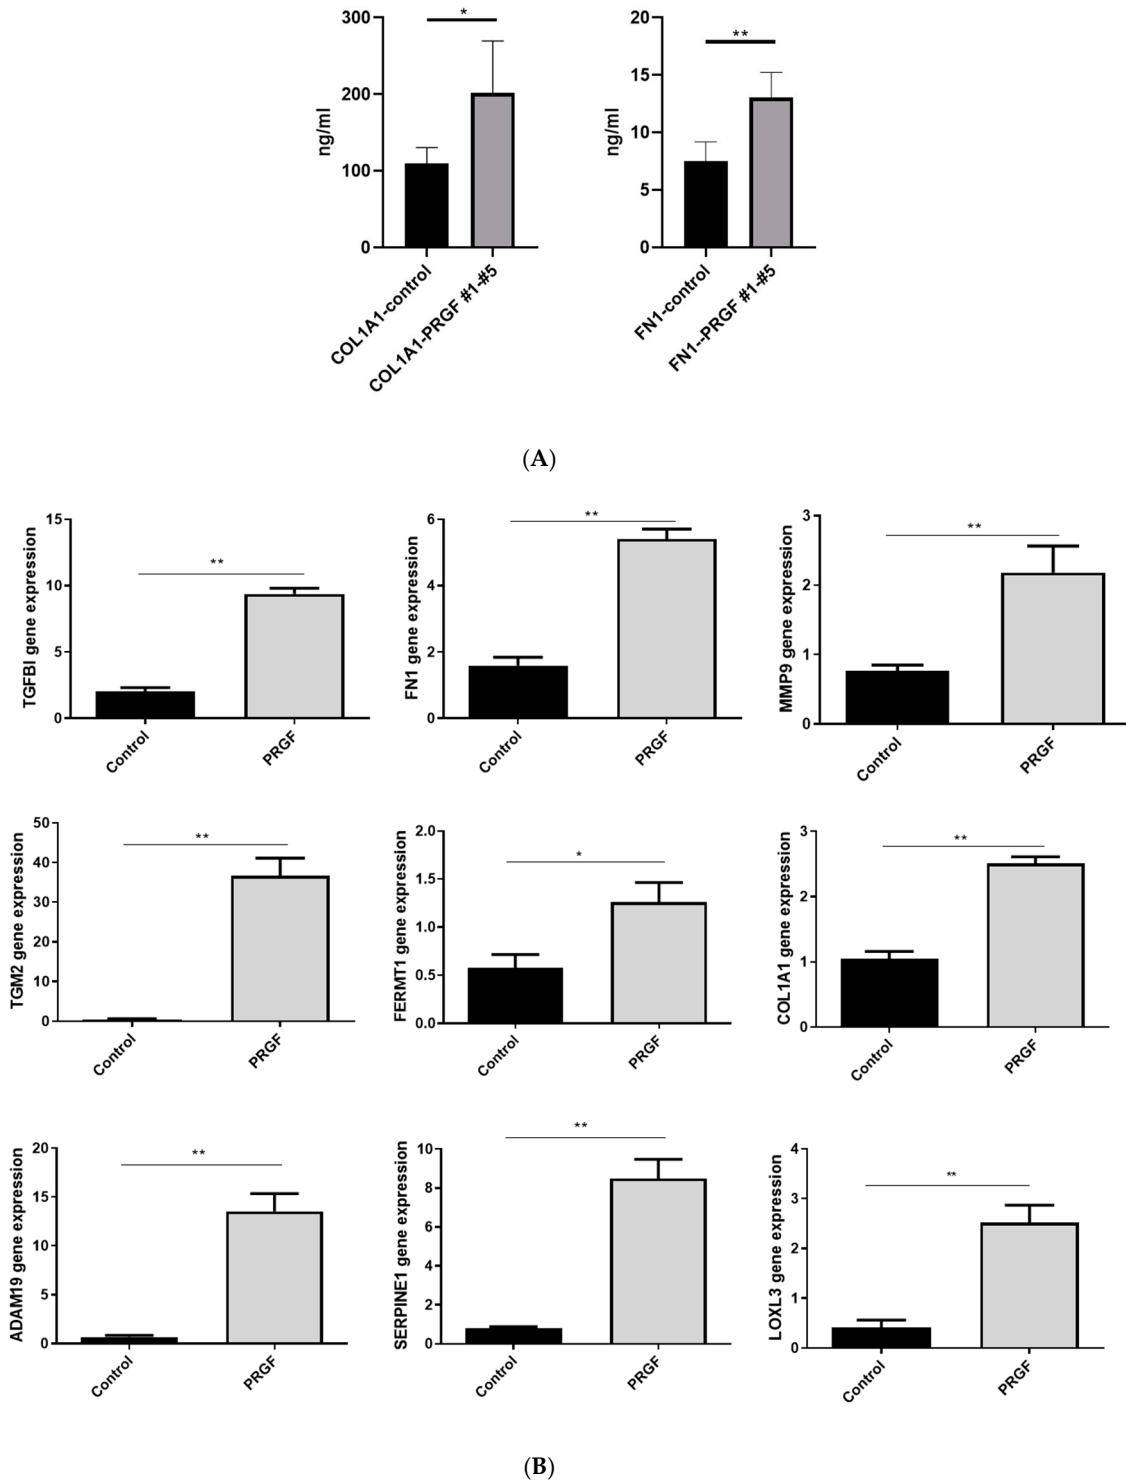 300
200
100
0
ng/ml
*
COL1A1-control
COL1A1-PRGF #1-#5
20
15
10
5
0
ng/ml
**
FN1-control
FN1--PRGF #1-#5
(A)
15
10
5
0
TGFBI gene expression
**
Control
PRGF
6
4
2
0
FN1 gene expression
**
Control
PRGF
3
2
1
0
MMP9 gene expression
**
Control
PRGF
50
40
30
20
10
0
TGM2 gene expression
**
Control
PRGF
2.0
1.5
1.0
0.5
0.0
FERMT1 gene expression
*
Control
PRGF
3
2
1
0
COL1A1 gene expression
**
Control
PRGF
20
15
10
5
0
ADAM19 gene expression
**
Control
PRGF
10
8
6
4
2
0
SERPINE1 gene expression
**
Control
PRGF
4
3
2
1
0
LOXL3 gene expression
**
Control
PRGF
(B)